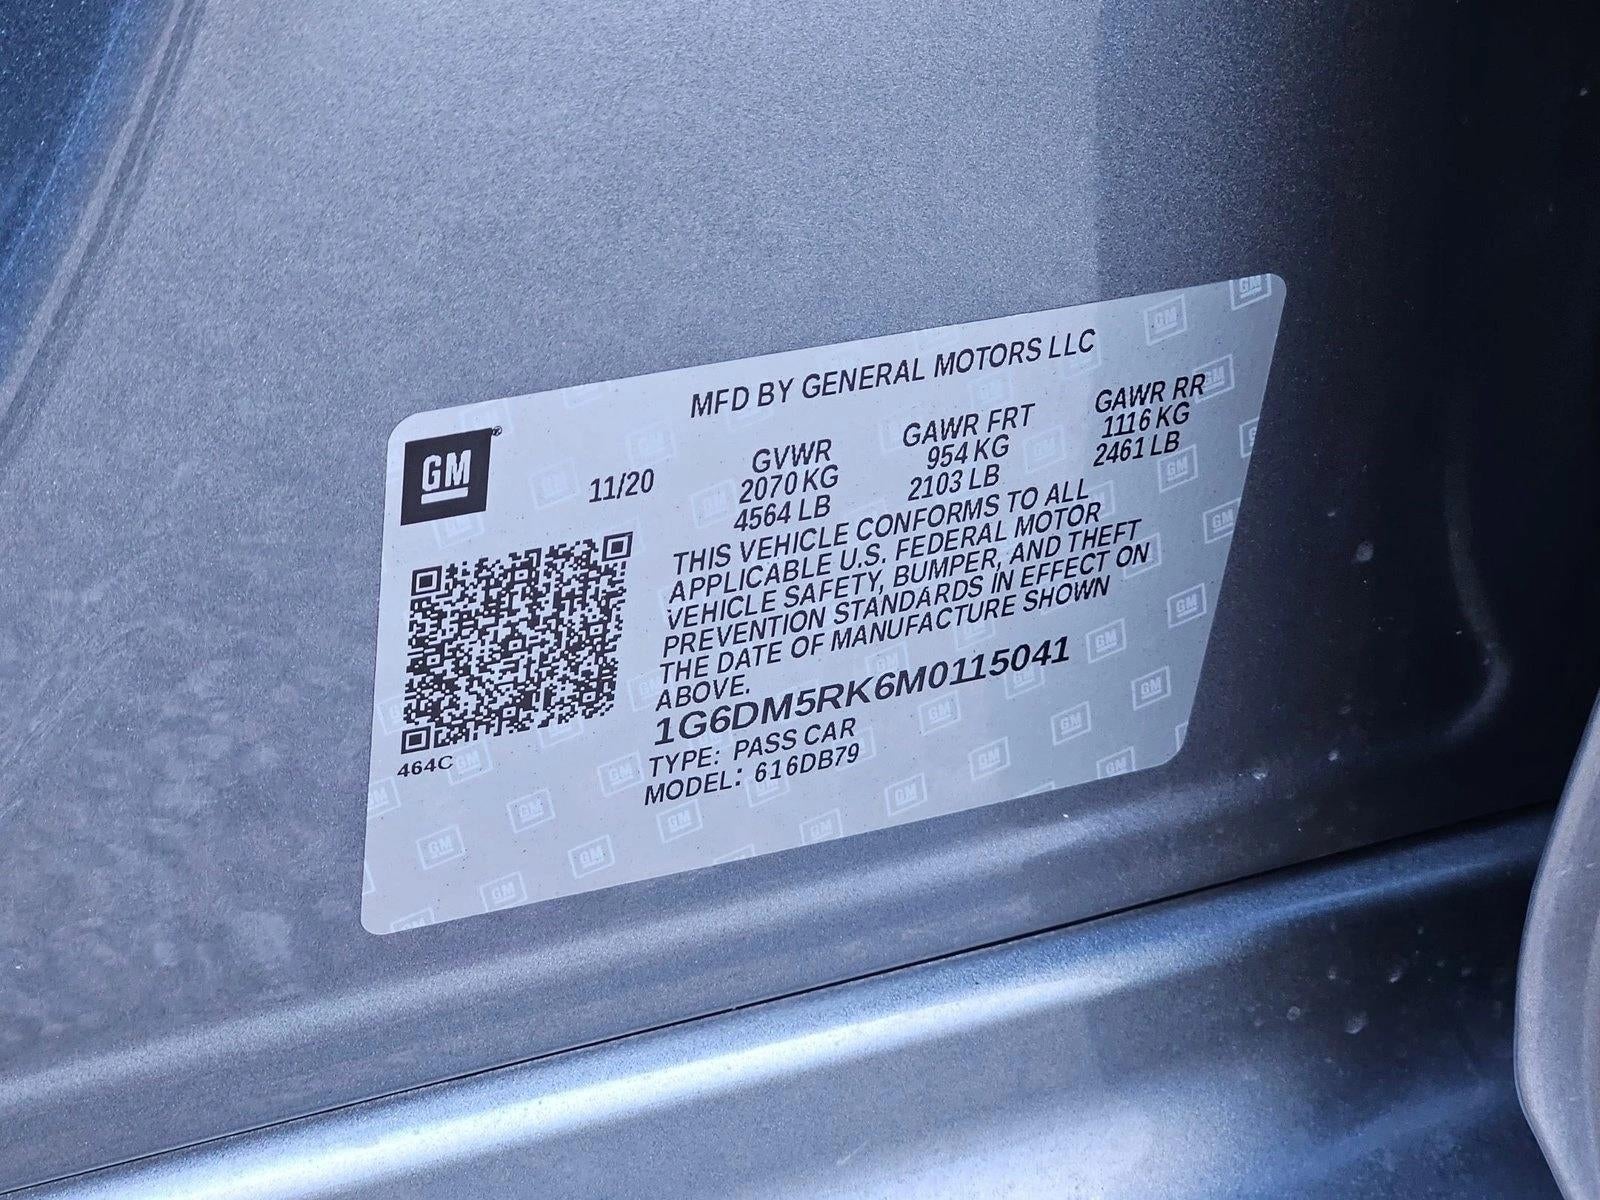 MFD BY GENERAL MOTORS LLC
GM®
11/20
GVWR
2070 KG
4564 LB
GAWR FRT
954 KG
2103 LB
GAWR RR
1116 KG
2461 LB
THIS VEHICLE CONFORMS TO ALL
APPLICABLE U.S. FEDERAL MOTOR
VEHICLE SAFETY, BUMPER, AND THEFT
PREVENTION STANDARDS IN EFFECT ON
THE DATE OF MANUFACTURE SHOWN
ABOVE.
1G6DM5RK6M0115041
TYPE: PASS CAR
MODEL: 616DB79
464C